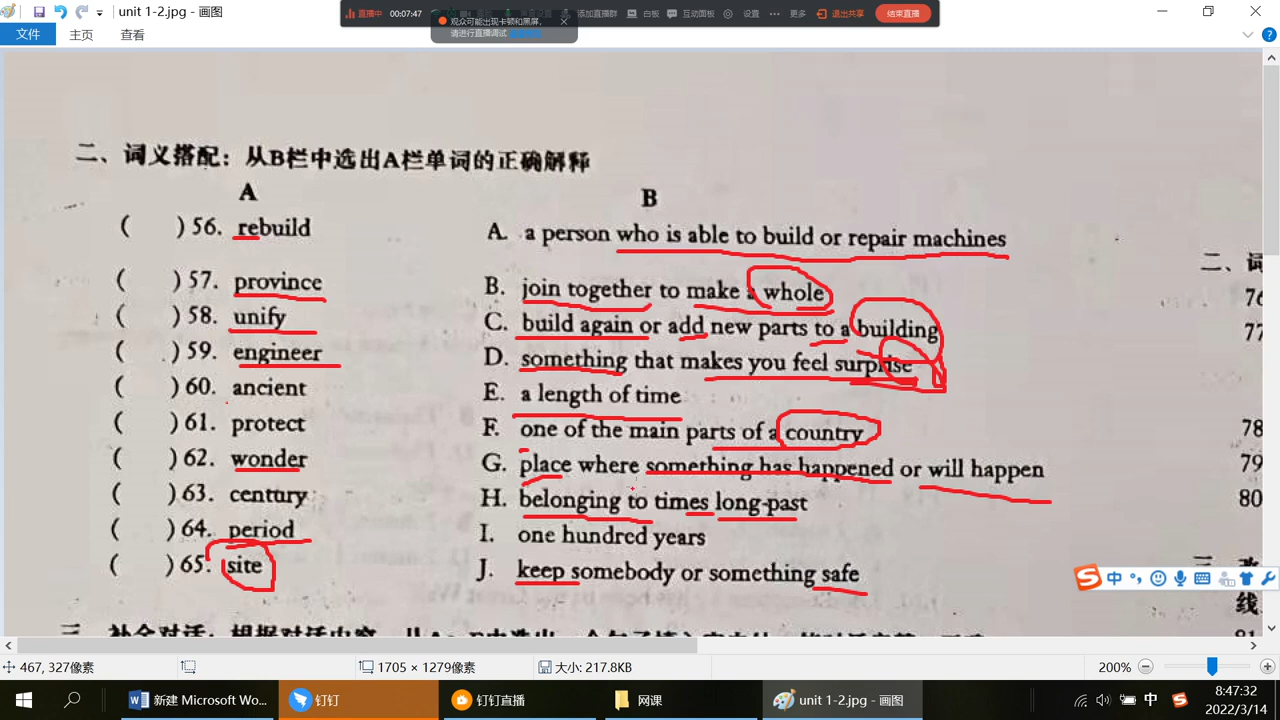 unit 1-2.jpg - 画图
直播中 00:07:47
添加直播群 白板 互动面板 设置 更多 退出共享 结束直播
观众可能出现卡顿和黑屏，
请进行直播调试
文件 主页 查看
二、词义搭配：从B栏中选出A栏单词的正确解释
A B
( ) 56. rebuild A. a person who is able to build or repair machines
( ) 57. province B. join together to make a whole
( ) 58. unify C. build again or add new parts to a building
( ) 59. engineer D. something that makes you feel surprise
( ) 60. ancient E. a length of time
( ) 61. protect F. one of the main parts of a country
( ) 62. wonder G. place where something has happened or will happen
( ) 63. century H. belonging to times long-past
( ) 64. period I. one hundred years
( ) 65. site J. keep somebody or something safe
二、词
76
77
78
79
80
三
线
中
467, 327像素 1705 × 1279像素 大小: 217.8KB 200%
新建 Microsoft Wo... 钉钉 钉钉直播 网课 unit 1-2.jpg - 画图 中 8:47:32
2022/3/14